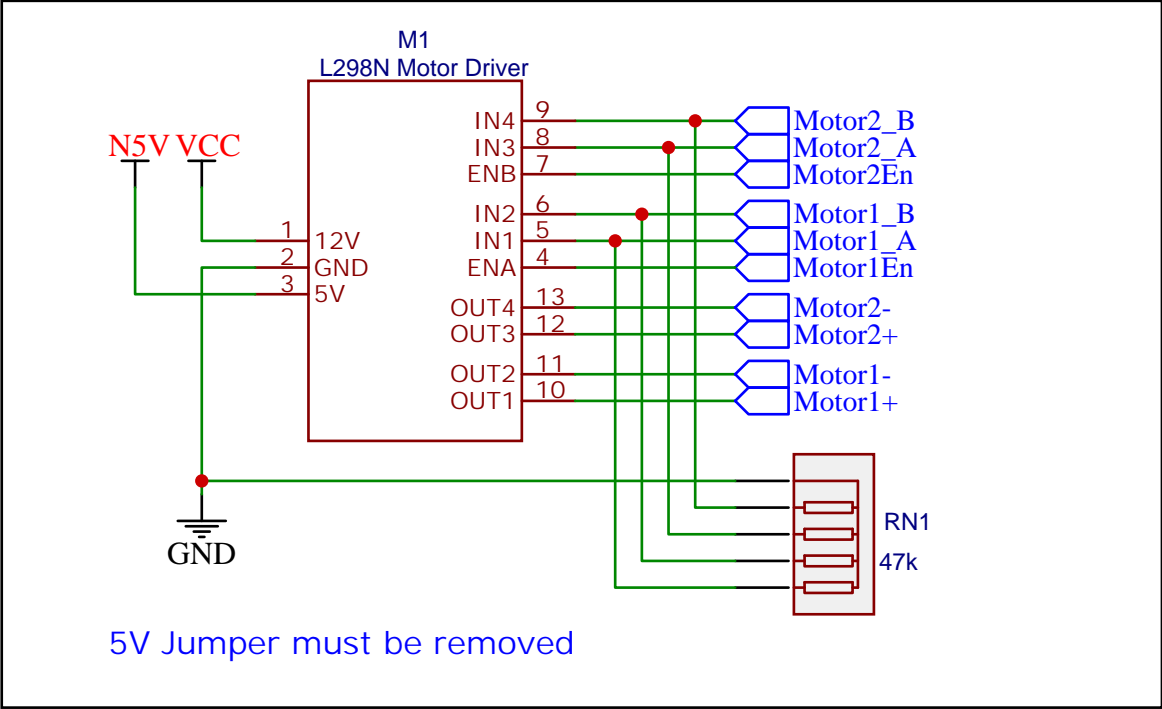 M1
L298N Motor Driver
N5V VCC
1 12V
2 GND
3 5V
IN4 9 Motor2_B
IN3 8 Motor2_A
ENB 7 Motor2En
IN2 6 Motor1_B
IN1 5 Motor1_A
ENA 4 Motor1En
OUT4 13 Motor2-
OUT3 12 Motor2+
OUT2 11 Motor1-
OUT1 10 Motor1+
GND
RN1
47k
5V Jumper must be removed